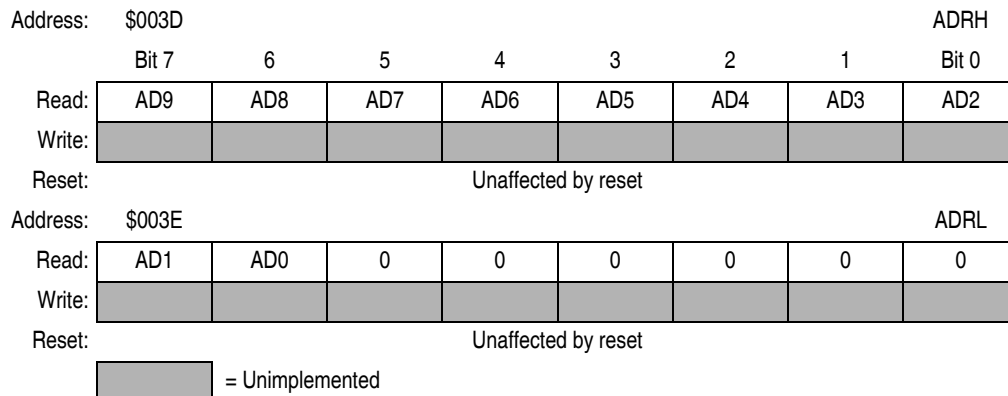 Address: $003D ADRH
Bit 7 6 5 4 3 2 1 Bit 0
Read: AD9 AD8 AD7 AD6 AD5 AD4 AD3 AD2
Write:
Reset: Unaffected by reset
Address: $003E ADRL
Read: AD1 AD0 0 0 0 0 0 0
Write:
Reset: Unaffected by reset
= Unimplemented